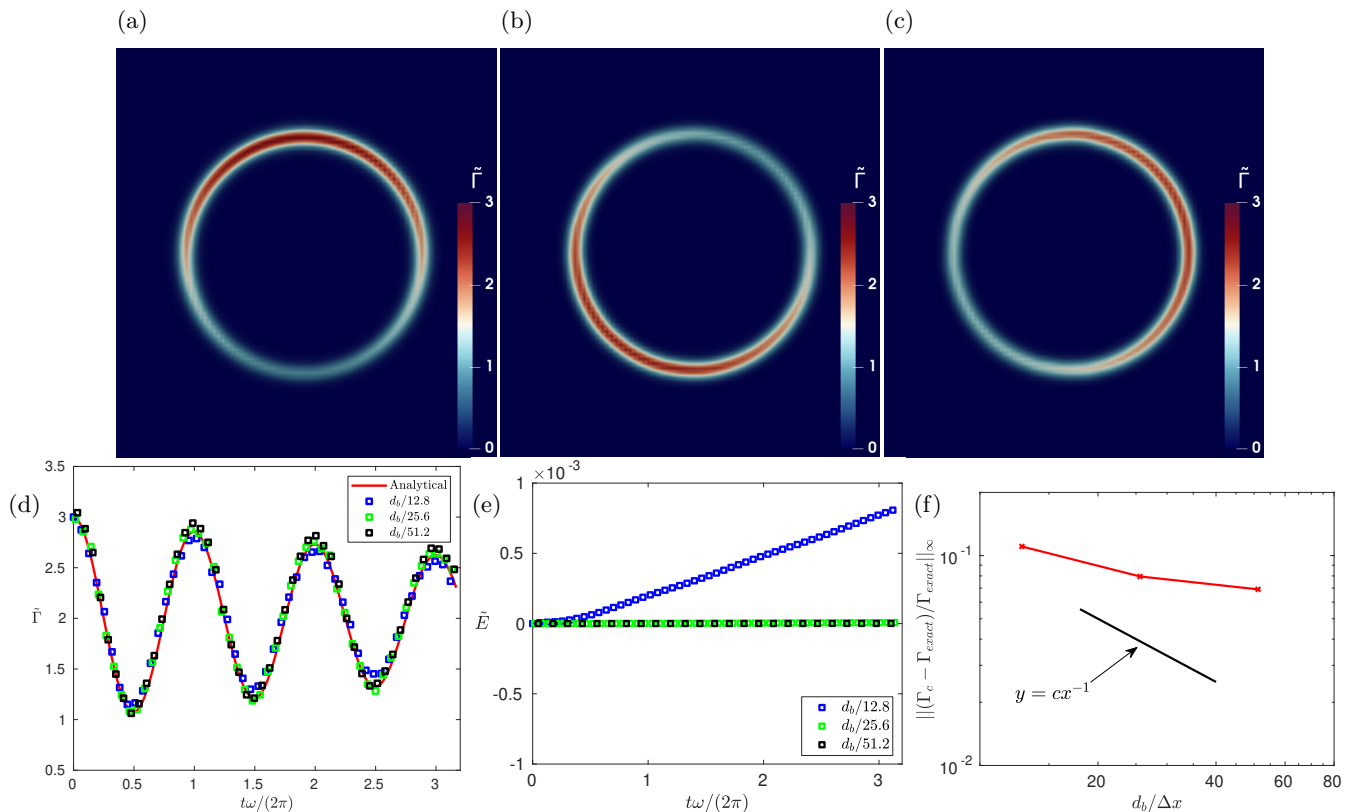 (a)
(b)
(c)
Γ̃
3
2
1
0
Γ̃
3
2
1
0
Γ̃
3
2
1
0
(d)
3.5
3
2.5
2
1.5
1
0.5
Γ̃
0 0.5 1 1.5 2 2.5 3
tω/(2π)
Analytical
d_b/12.8
d_b/25.6
d_b/51.2
(e)
×10⁻³
1
0.5
0
-0.5
-1
Ẽ
0 1 2 3
tω/(2π)
d_b/12.8
d_b/25.6
d_b/51.2
(f)
||(Γ_c − Γ_exact)/Γ_exact||_∞
10⁻¹
10⁻²
y = cx⁻¹
20 40 60 80
d_b/Δx